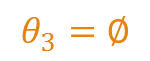 θ₃ = ∅